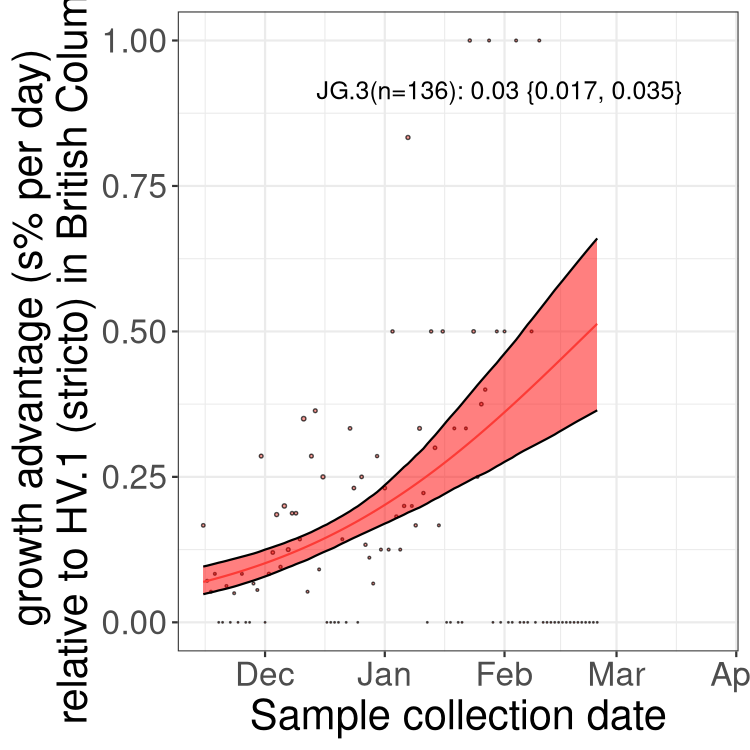 growth advantage (s% per day)
relative to HV.1 (stricto) in British Colum
1.00
0.75
0.50
0.25
0.00
JG.3(n=136): 0.03 {0.017, 0.035}
Dec Jan Feb Mar Ap
Sample collection date